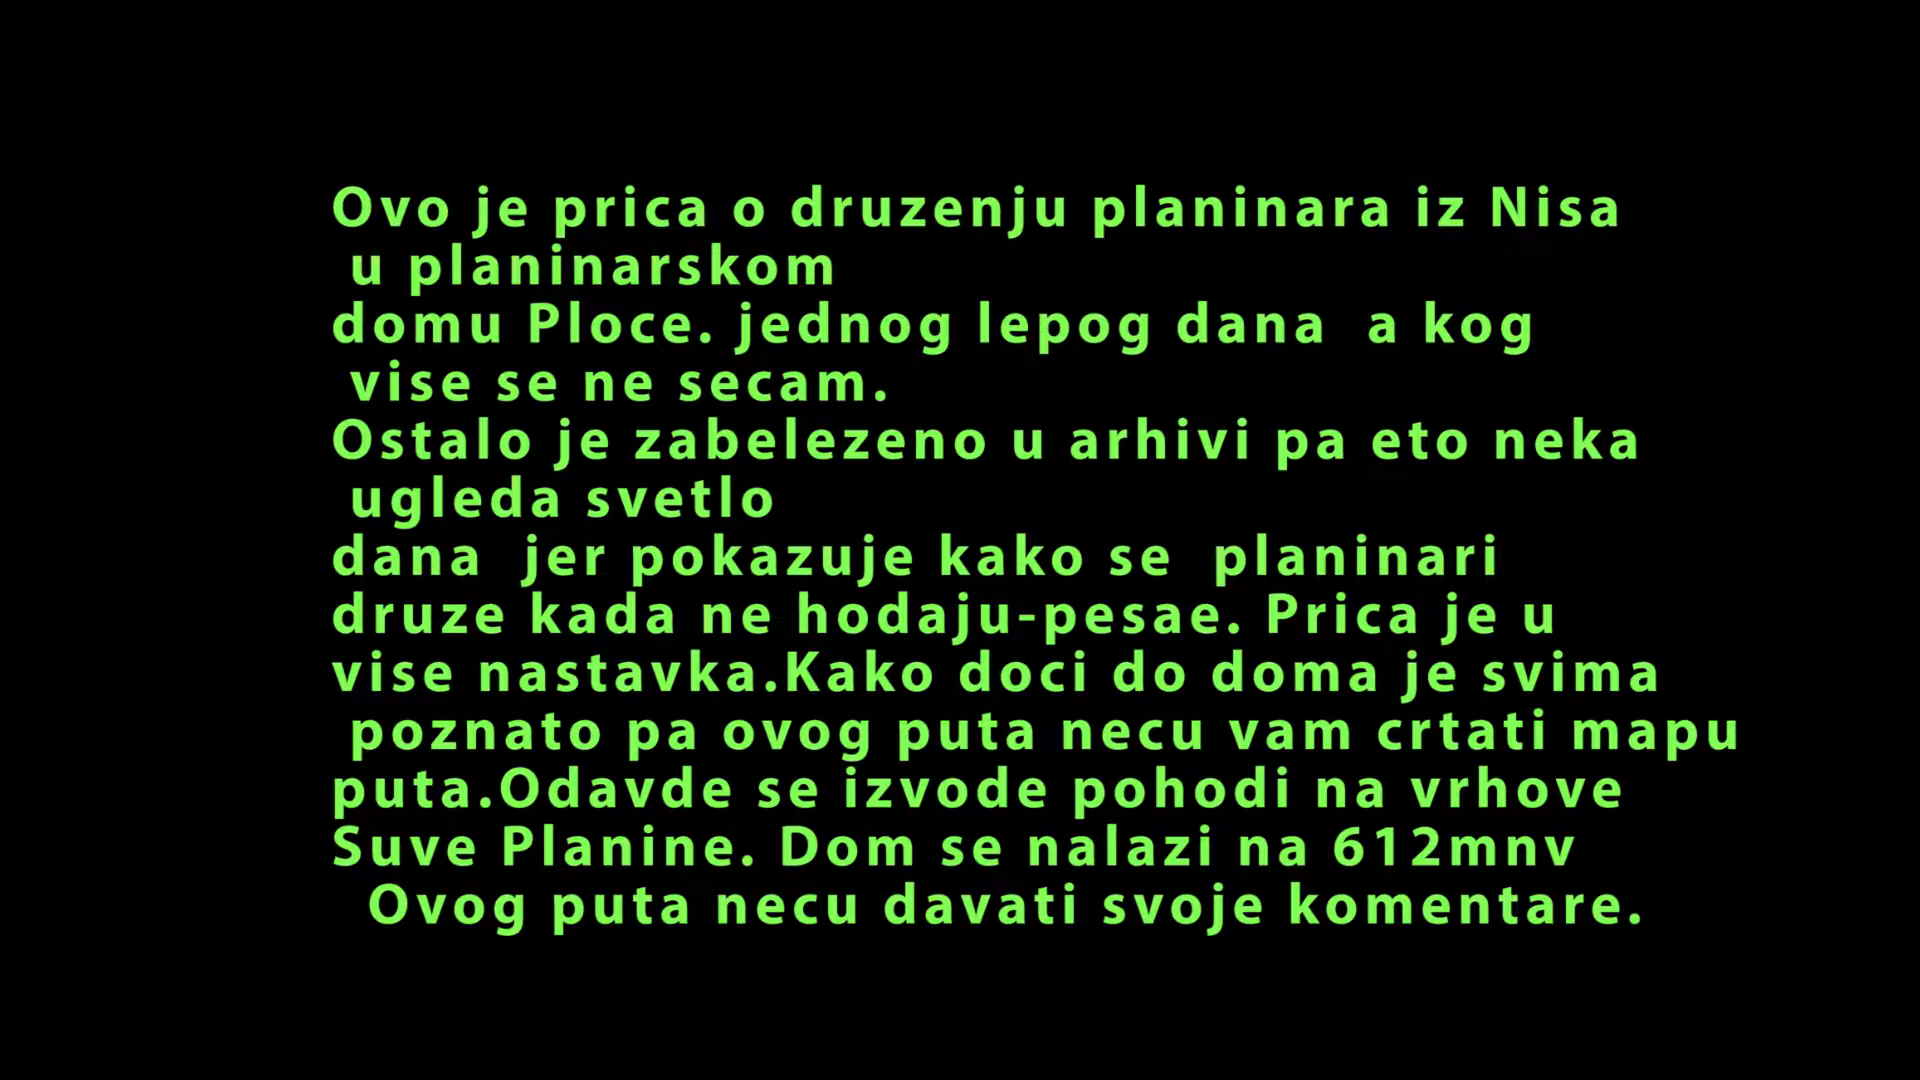 Ovo je prica o druzenju planinara iz Nisa
u planinarskom
domu Ploce. jednog lepog dana  a kog
vise se ne secam.
Ostalo je zabelezeno u arhivi pa eto neka
ugleda svetlo
dana  jer pokazuje kako se  planinari
druze kada ne hodaju-pesae. Prica je u
vise nastavka.Kako doci do doma je svima
poznato pa ovog puta necu vam crtati mapu
puta.Odavde se izvode pohodi na vrhove
Suve Planine. Dom se nalazi na 612mnv
Ovog puta necu davati svoje komentare.